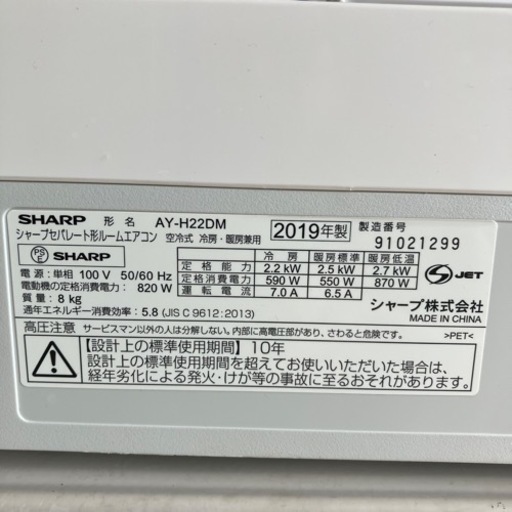 SHARP 形 名 AY-H22DM 2019年製 製造番号
シャープセパレート形ルームエアコン 空冷式 冷房・暖房兼用 91021299
PS E SHARP
冷 房 暖房標準 暖房低温
定 格 能 力 2.2 kW 2.5 kW 2.7 kW
定格消費電力 590 W 550 W 870 W
運 転 電 流 7.0 A 6.5 A
S JET
電 源 : 単相 100 V 50/60 Hz
電動機の定格消費電力 : 820 W
質 量 : 8 kg
通年エネルギー消費効率 : 5.8 (JIS C 9612:2013)
シャープ株式会社
MADE IN CHINA
高圧注意 サービスマン以外の人は分解しない。内部に高電圧部があり、さわると危険です。
>PET<
【設計上の標準使用期間】10年
設計上の標準使用期間を超えてお使いいただいた場合は、
経年劣化による発火・けが等の事故に至るおそれがあります。